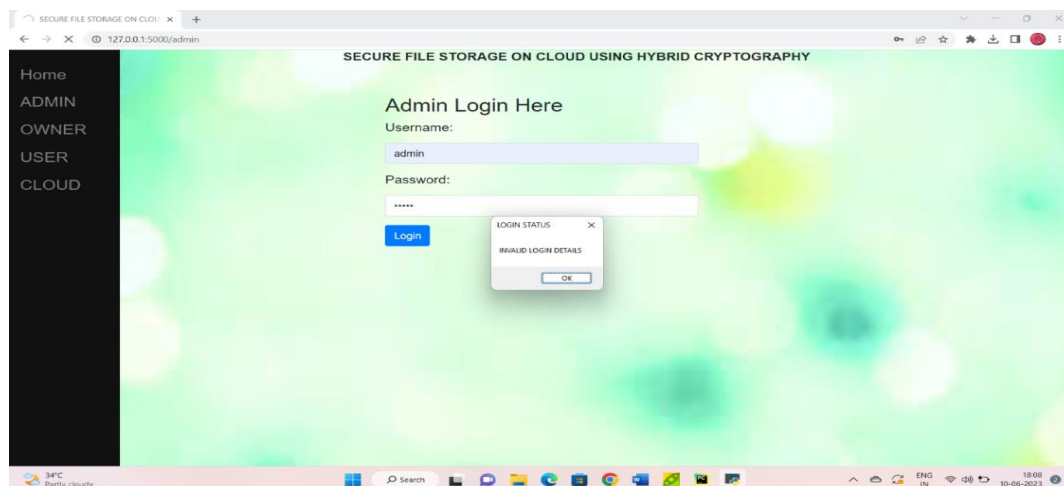 SECURE FILE STORAGE ON CLOU
127.0.0.1:5000/admin
SECURE FILE STORAGE ON CLOUD USING HYBRID CRYPTOGRAPHY
Home
ADMIN
OWNER
USER
CLOUD
Admin Login Here
Username:
admin
Password:
•••••
Login
LOGIN STATUS
INVALID LOGIN DETAILS
OK
34°C
Partly cloudy
Search
ENG
IN
18:08
10-06-2023